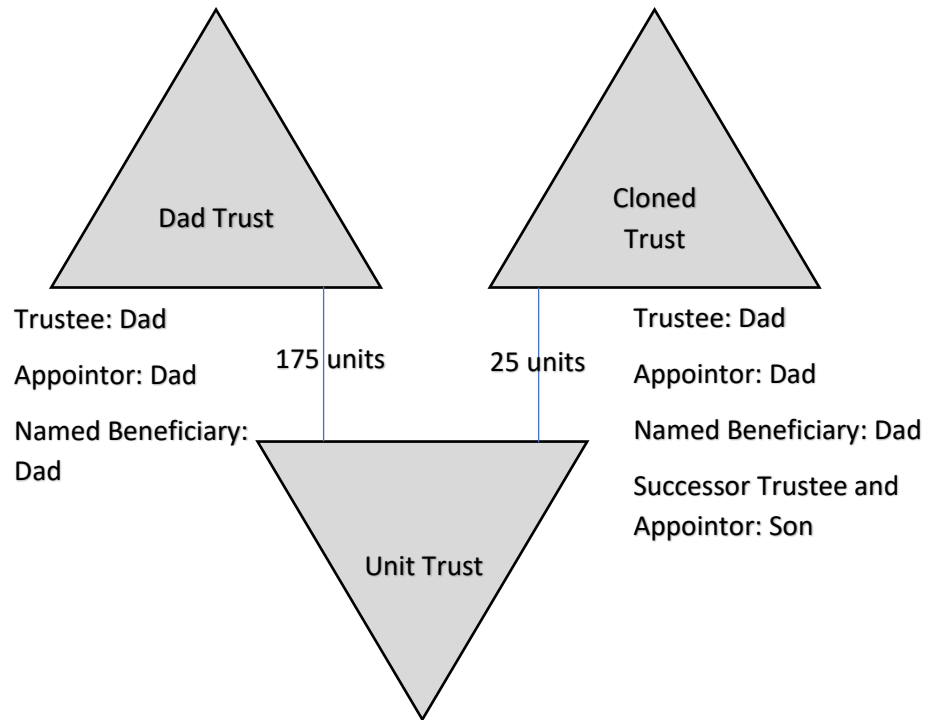 Dad Trust
Cloned
Trust
Trustee: Dad
Appointor: Dad
Named Beneficiary:
Dad
175 units
25 units
Trustee: Dad
Appointor: Dad
Named Beneficiary: Dad
Successor Trustee and
Appointor: Son
Unit Trust